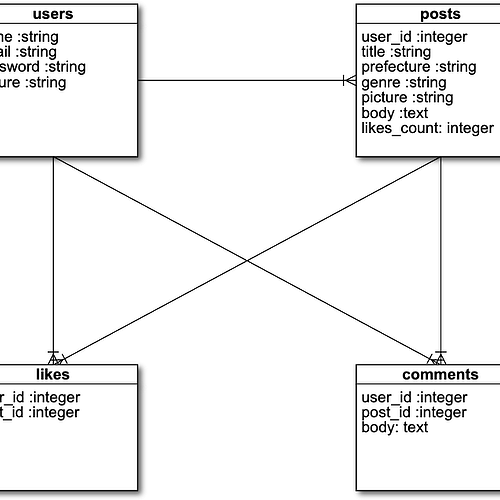 users
ne :string
ail :string
sword :string
ure :string
posts
user_id :integer
title :string
prefecture :string
genre :string
picture :string
body :text
likes_count: integer
likes
r_id :integer
t_id :integer
comments
user_id :integer
post_id :integer
body: text